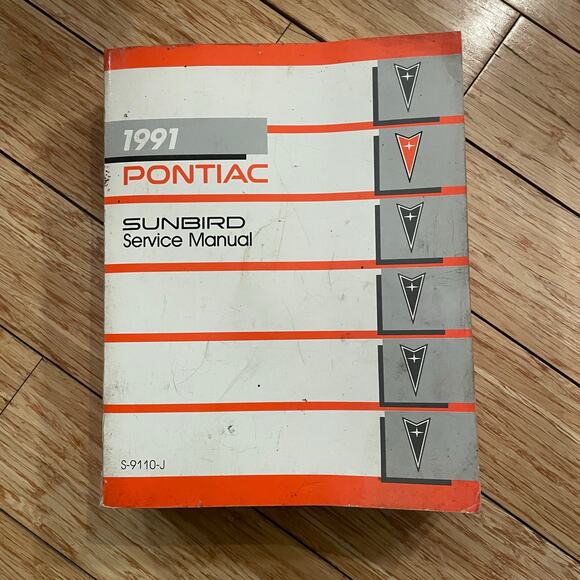 1991
PONTIAC
SUNBIRD
Service Manual
S-9110-J